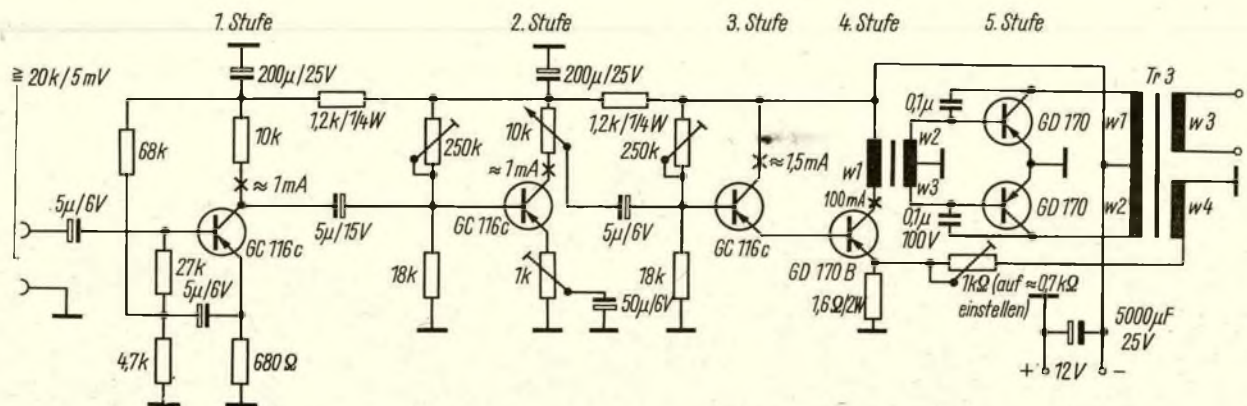 1. Stufe
2. Stufe
3. Stufe
4. Stufe
5. Stufe
≧ 20k/5mV
200μ/25V
200μ/25V
Tr 3
68k
10k
1,2k/1/4W
250k
10k
1,2k/1/4W
250k
0,1μ
GD 170
w1
w3
≈ 1mA
≈ 1mA
≈ 1,5mA
w1
w2
w3
5μ/6V
GC 116c
5μ/15V
GC 116c
5μ/6V
GC 116c
100mA
0,1μ
100V
GD 170
w2
w4
27k
5μ/6V
18k
1k
50μ/6V
18k
GD 170 B
1,6Ω/2W
1kΩ (auf ≈ 0,7kΩ
einstellen)
4,7k
680Ω
5000μF
25V
+ 12V -